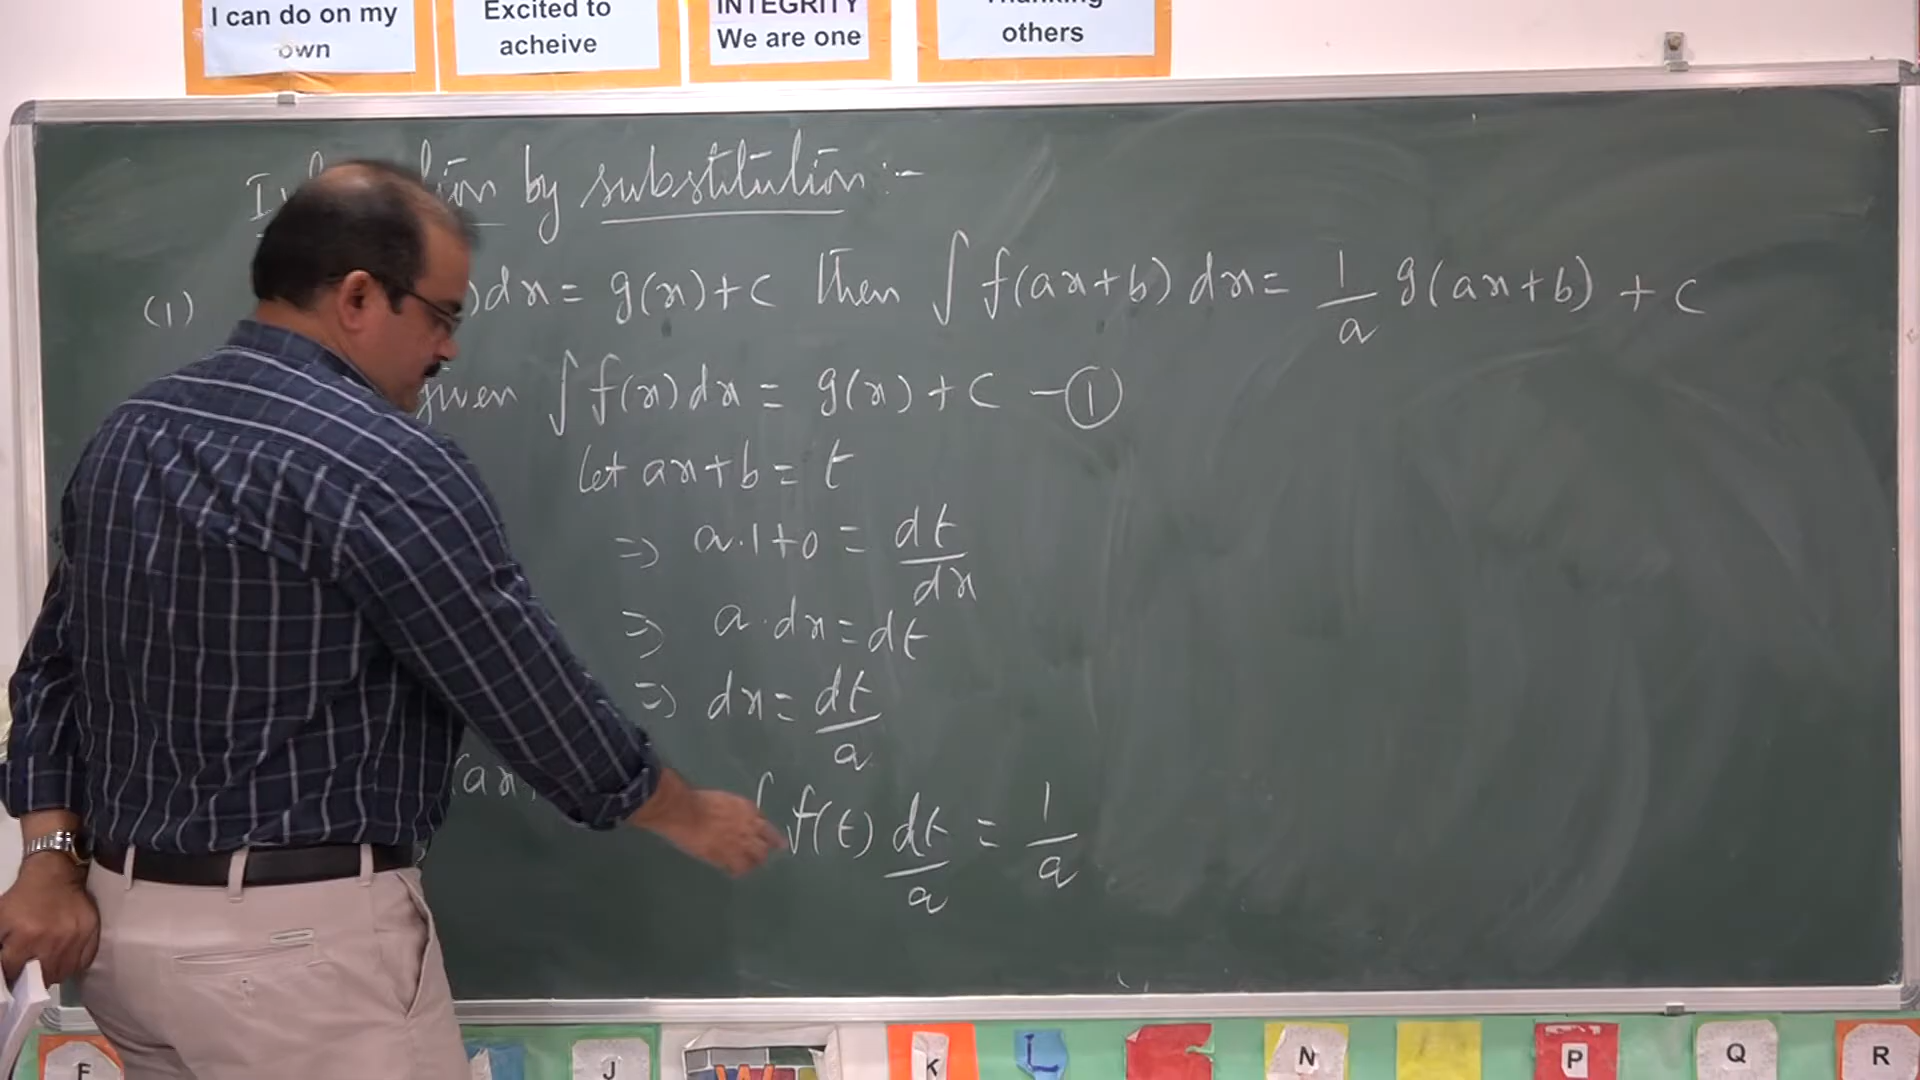 I can do on my
own
Excited to
acheive
INTEGRITY
We are one
others
by substitution :-
(1) )dx = g(x)+c then ∫ f(ax+b) dx = 1/a g(ax+b) + c
given ∫ f(x) dx = g(x) + c - ①
let ax+b = t
⇒ a.1+0 = dt/dx
⇒ a.dx = dt
⇒ dx = dt/a
(ax ∫ f(t) dt/a = 1/a
F
J
W
K
L
N
P
Q
R